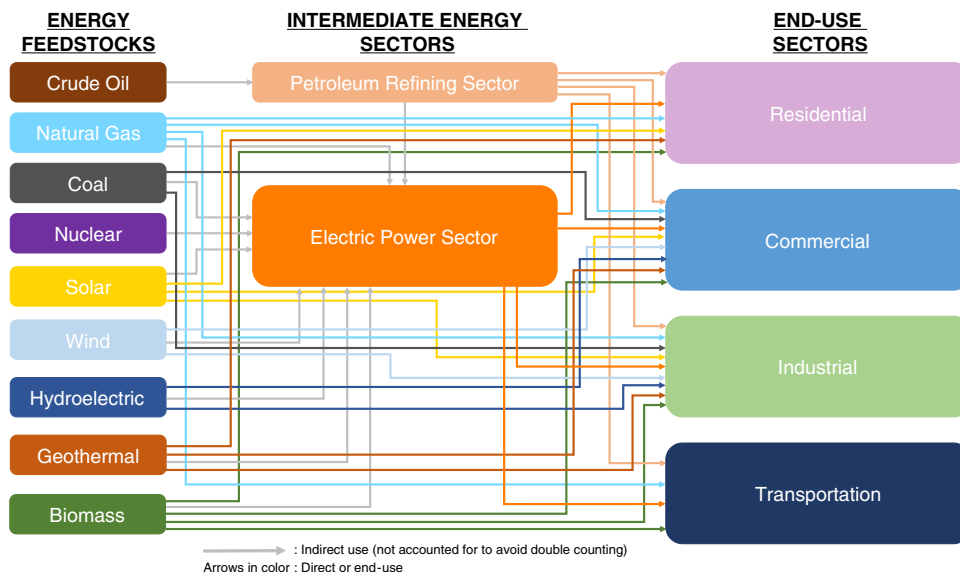 ENERGY
FEEDSTOCKS
INTERMEDIATE ENERGY
SECTORS
END-USE
SECTORS
Crude Oil
Natural Gas
Coal
Nuclear
Solar
Wind
Hydroelectric
Geothermal
Biomass
Petroleum Refining Sector
Electric Power Sector
Residential
Commercial
Industrial
Transportation
: Indirect use (not accounted for to avoid double counting)
Arrows in color : Direct or end-use